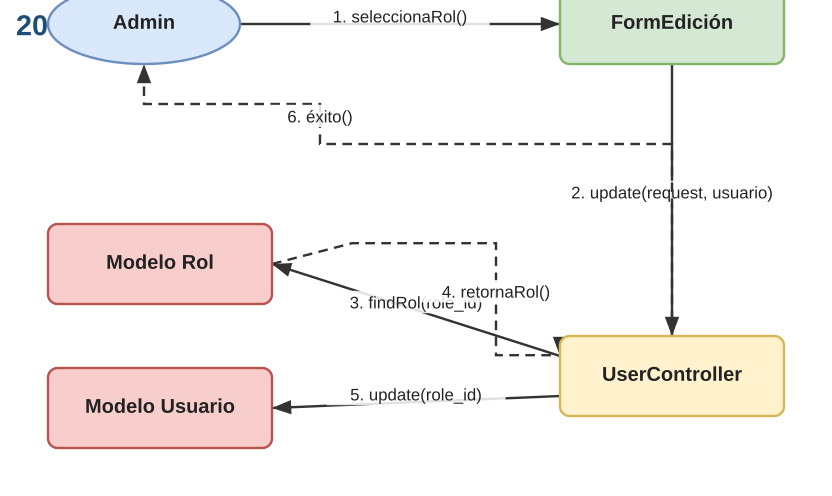 20
Admin
1. seleccionaRol()
FormEdición
6. éxito()
2. update(request, usuario)
Modelo Rol
4. retornaRol()
3. findRol(role_id)
UserController
5. update(role_id)
Modelo Usuario